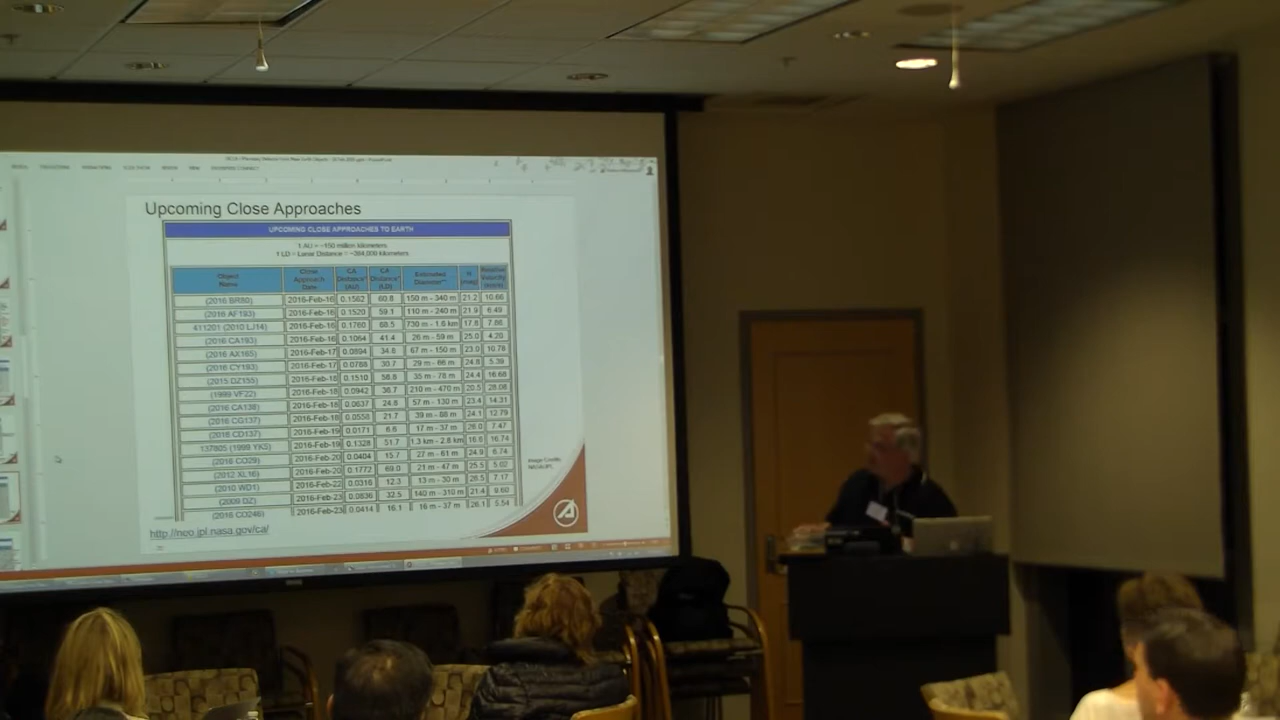 Upcoming Close Approaches
UPCOMING CLOSE APPROACHES TO EARTH
1 AU = ~150 million kilometers
1 LD = Lunar Distance = ~384,000 kilometers
Object Name Close Approach Date CA Distance* (AU) CA Distance* (LD) Estimated Diameter** H (mag) Relative Velocity (km/s)
(2016 BR80) 2016-Feb-16 0.1562 60.8 150 m - 340 m 21.2 10.66
(2016 AF193) 2016-Feb-16 0.1520 59.1 110 m - 240 m 21.9 6.49
411201 (2010 LJ14) 2016-Feb-16 0.1760 68.5 730 m - 1.6 km 17.8 7.86
(2016 CA193) 2016-Feb-16 0.1064 41.4 26 m - 59 m 25.0 4.20
(2016 AX165) 2016-Feb-17 0.0894 34.8 67 m - 150 m 23.0 10.78
(2016 CY193) 2016-Feb-17 0.0788 30.7 29 m - 66 m 24.8 5.39
(2015 DZ155) 2016-Feb-18 0.1510 58.8 35 m - 78 m 24.4 16.68
(1999 VF22) 2016-Feb-18 0.0942 36.7 210 m - 470 m 20.5 28.08
(2016 CA138) 2016-Feb-18 0.0637 24.8 57 m - 130 m 23.4 14.31
(2016 CG137) 2016-Feb-18 0.0558 21.7 39 m - 88 m 24.1 12.79
(2016 CD137) 2016-Feb-19 0.0171 6.6 17 m - 37 m 26.0 7.47
137805 (1999 YK5) 2016-Feb-19 0.1328 51.7 1.3 km - 2.8 km 16.6 16.74
(2016 CO29) 2016-Feb-20 0.0404 15.7 27 m - 61 m 24.9 6.74
(2012 XL16) 2016-Feb-22 0.1772 69.0 21 m - 47 m 25.5 5.02
(2010 WD1) 2016-Feb-22 0.0316 12.3 13 m - 30 m 26.5 7.17
(2009 DZ) 2016-Feb-23 0.0836 32.5 140 m - 310 m 21.4 9.60
(2016 CO246) 2016-Feb-23 0.0414 16.1 16 m - 37 m 26.1 5.54
Image Credits:
NASA/JPL
http://neo.jpl.nasa.gov/ca/